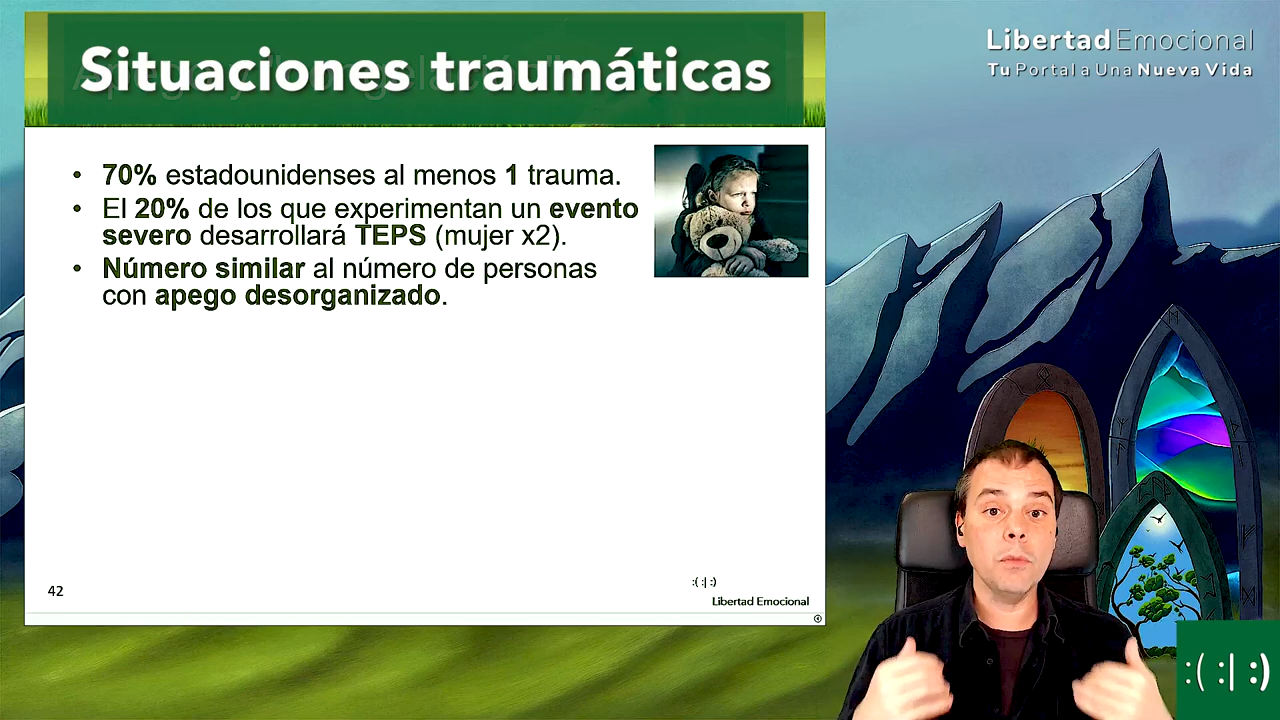 Situaciones traumáticas
LibertadEmocional
Tu Portal a Una Nueva Vida
• 70% estadounidenses al menos 1 trauma.
• El 20% de los que experimentan un evento
severo desarrollará TEPS (mujer x2).
• Número similar al número de personas
con apego desorganizado.
42
:( :| :)
Libertad Emocional
:( :| :)